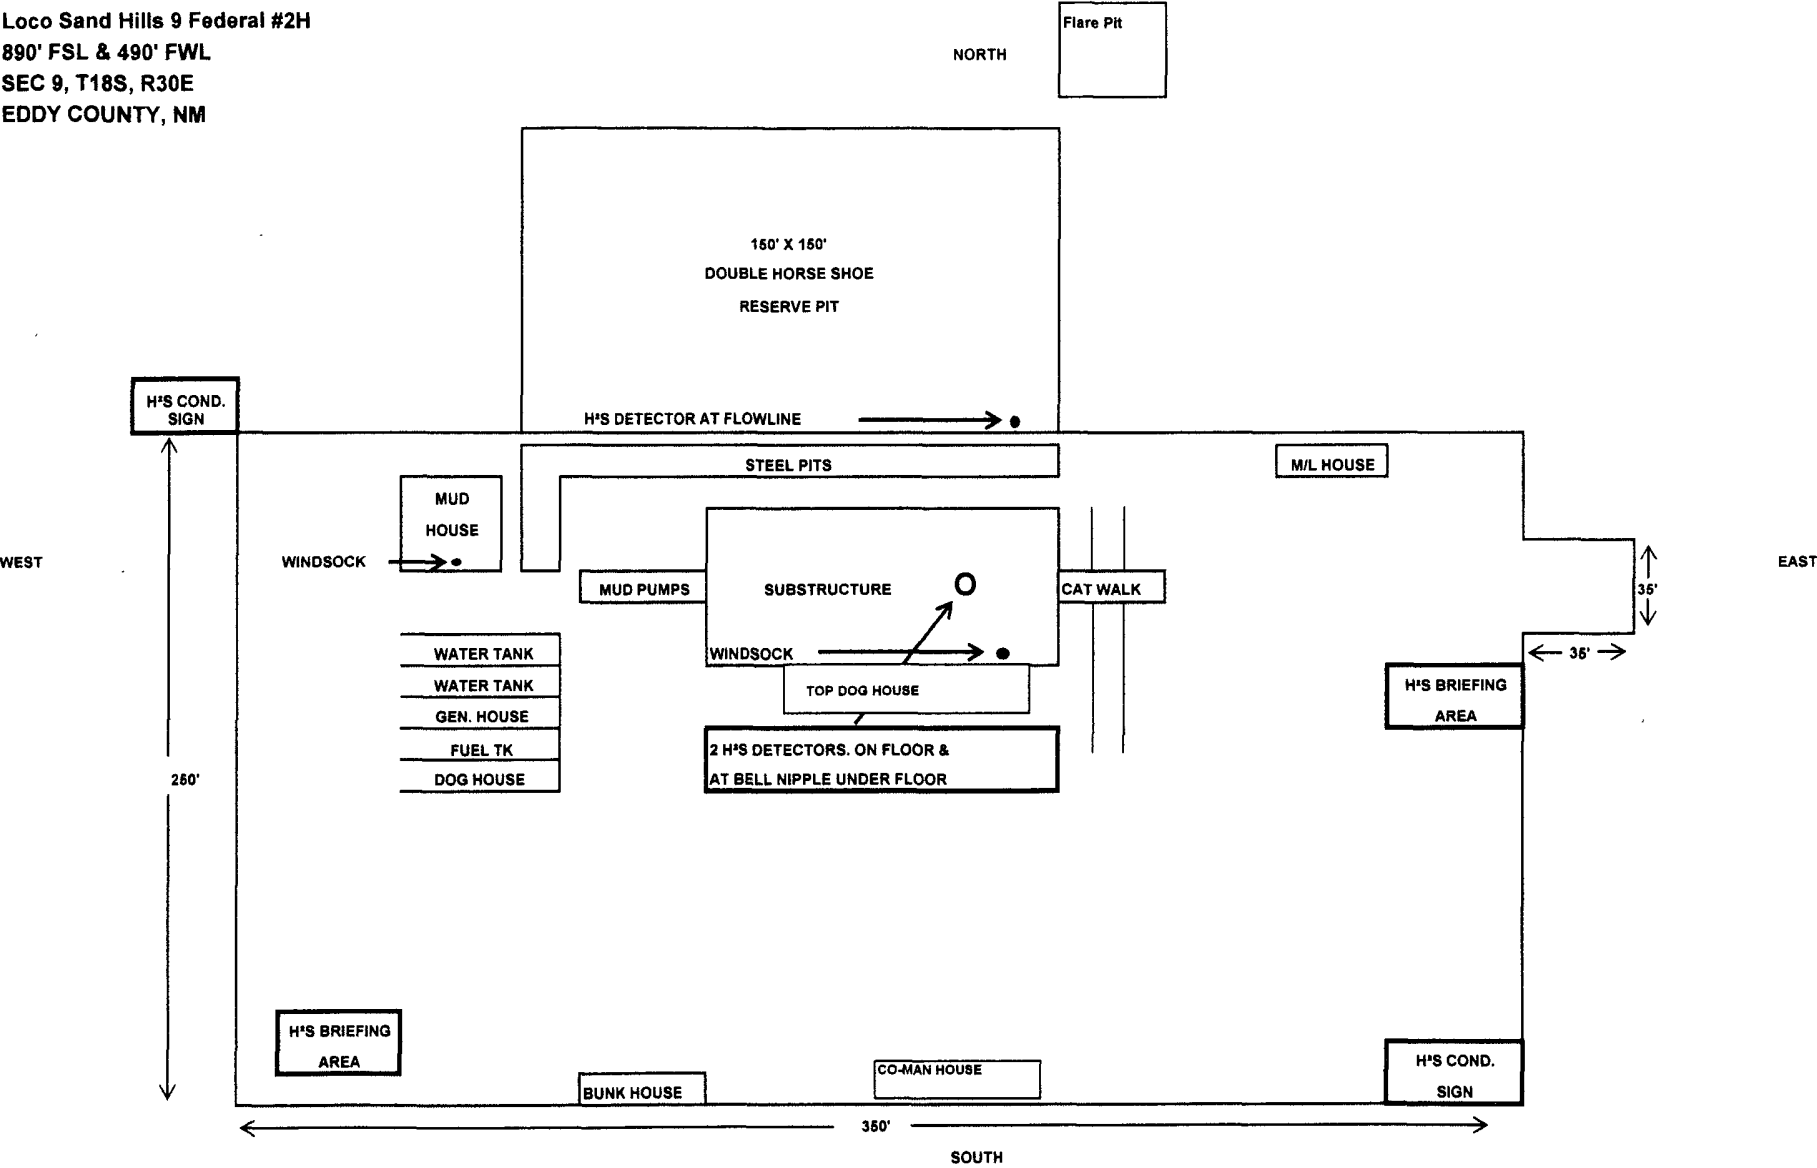 Loco Sand Hills 9 Federal #2H
890' FSL & 490' FWL
SEC 9, T18S, R30E
EDDY COUNTY, NM
Flare Pit
NORTH
150' X 150'
DOUBLE HORSE SHOE
RESERVE PIT
H²S COND.
SIGN
H²S DETECTOR AT FLOWLINE
STEEL PITS
M/L HOUSE
MUD
HOUSE
WEST
WINDSOCK
EAST
MUD PUMPS
SUBSTRUCTURE
CAT WALK
35'
WINDSOCK
35'
WATER TANK
WATER TANK
GEN. HOUSE
FUEL TK
DOG HOUSE
TOP DOG HOUSE
H²S BRIEFING
AREA
2 H²S DETECTORS. ON FLOOR &
AT BELL NIPPLE UNDER FLOOR
250'
H²S BRIEFING
AREA
BUNK HOUSE
CO-MAN HOUSE
H²S COND.
SIGN
350'
SOUTH